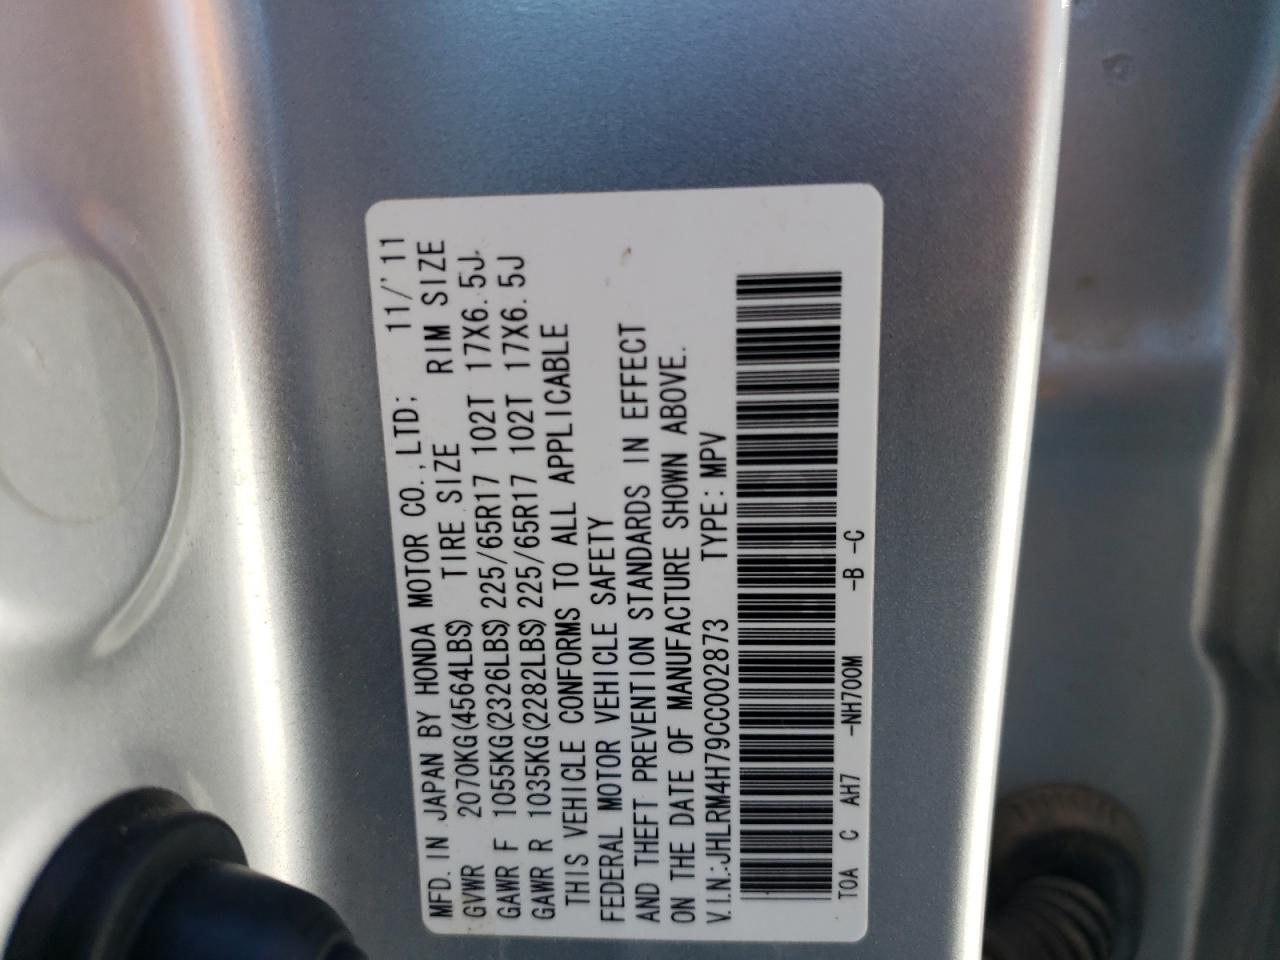 MFD. IN JAPAN BY HONDA MOTOR CO., LTD: 11/'11
GVWR 2070KG(4564LBS) TIRE SIZE RIM SIZE
GAWR F 1055KG(2326LBS) 225/65R17 102T 17X6.5J
GAWR R 1035KG(2282LBS) 225/65R17 102T 17X6.5J
THIS VEHICLE CONFORMS TO ALL APPLICABLE
FEDERAL MOTOR VEHICLE SAFETY
AND THEFT PREVENTION STANDARDS IN EFFECT
ON THE DATE OF MANUFACTURE SHOWN ABOVE.
V.I.N.:JHLRM4H79CC002873 TYPE:MPV
TOA C AH7 -NH700M -B -C